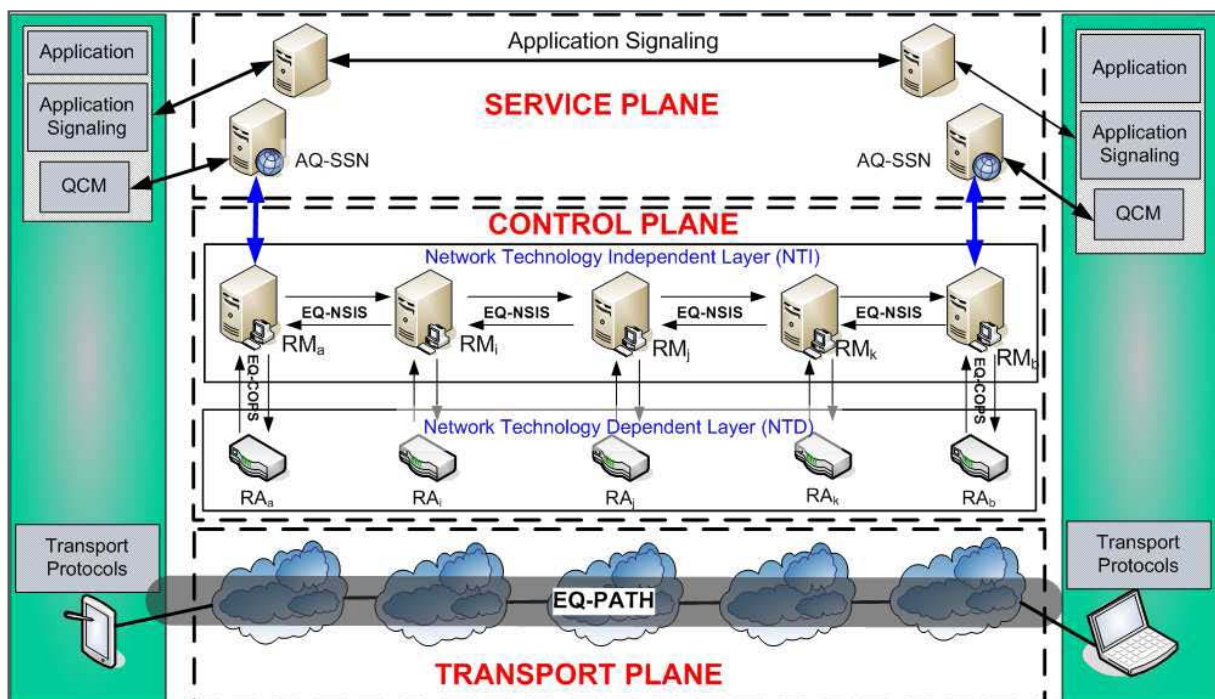 Application
Application
Signaling
QCM
Application Signaling
SERVICE PLANE
AQ-SSN
AQ-SSN
Application
Application
Signaling
QCM
CONTROL PLANE
Network Technology Independent Layer (NTI)
EQ-NSIS
EQ-NSIS
EQ-NSIS
EQ-NSIS
RMa
RMi
RMj
RMk
RMb
EQ-COPS
EQ-COPS
Network Technology Dependent Layer (NTD)
RAa
RAi
RAj
RAk
RAb
Transport
Protocols
Transport
Protocols
EQ-PATH
TRANSPORT PLANE